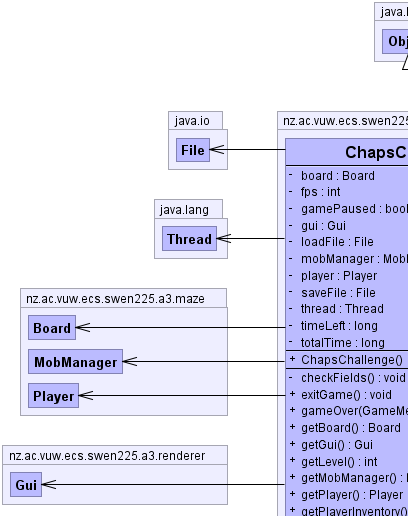 java.
Obj
java.io
File
nz.ac.vuw.ecs.swen225
ChapsC
- board : Board
- fps : int
- gamePaused : bool
- gui : Gui
- loadFile : File
- mobManager : Mob
- player : Player
- saveFile : File
- thread : Thread
- timeLeft : long
- totalTime : long
+ ChapsChallenge()
- checkFields() : void
+ exitGame() : void
+ gameOver(GameMe
+ getBoard() : Board
+ getGui() : Gui
+ getLevel() : int
+ getMobManager() :
+ getPlayer() : Player
+ getPlayerInventory()
java.lang
Thread
nz.ac.vuw.ecs.swen225.a3.maze
Board
MobManager
Player
nz.ac.vuw.ecs.swen225.a3.renderer
Gui